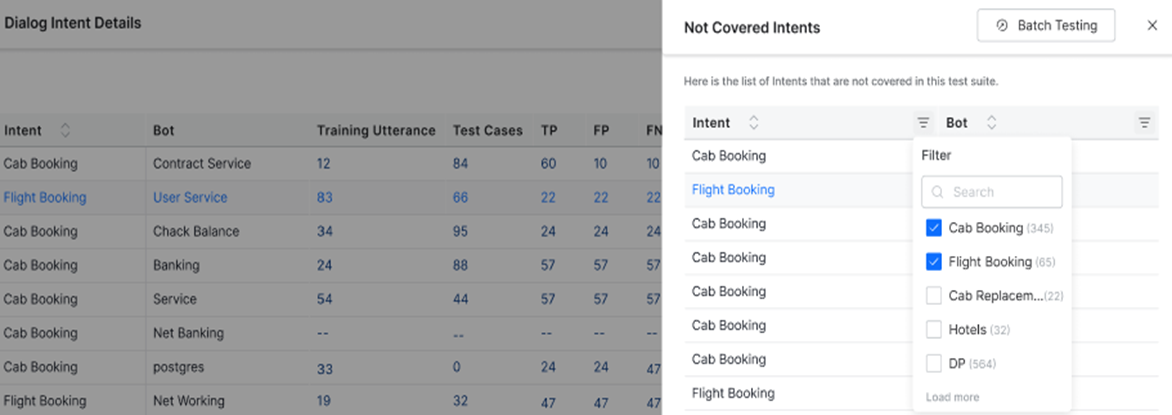 Dialog Intent Details
Intent Bot Training Utterance Test Cases TP FP FN
Cab Booking Contract Service 12 84 60 10 10
Flight Booking User Service 83 66 22 22 22
Cab Booking Chack Balance 34 95 24 24 24
Cab Booking Banking 24 88 57 57 57
Cab Booking Service 54 44 57 57 57
Cab Booking Net Banking -- -- -- -- --
Cab Booking postgres 33 0 24 24 47
Flight Booking Net Working 19 32 47 47 47
Not Covered Intents Batch Testing
Here is the list of Intents that are not covered in this test suite.
Intent Bot
Cab Booking
Flight Booking
Cab Booking
Cab Booking
Cab Booking
Cab Booking
Cab Booking
Flight Booking
Filter
Search
Cab Booking (345)
Flight Booking (65)
Cab Replacem...(22)
Hotels (32)
DP (564)
Load more